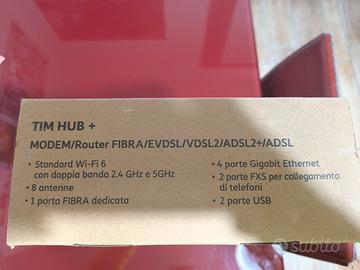 TIM HUB +
MODEM/Router FIBRA/EVDSL/VDSL2/ADSL2+/ADSL
• Standard Wi-Fi 6
con doppia banda 2.4 GHz e 5GHz
• 8 antenne
• 1 porta FIBRA dedicata
• 4 porte Gigabit Ethernet
• 2 porte FXS per collegamento
di telefoni
• 2 porte USB
subito